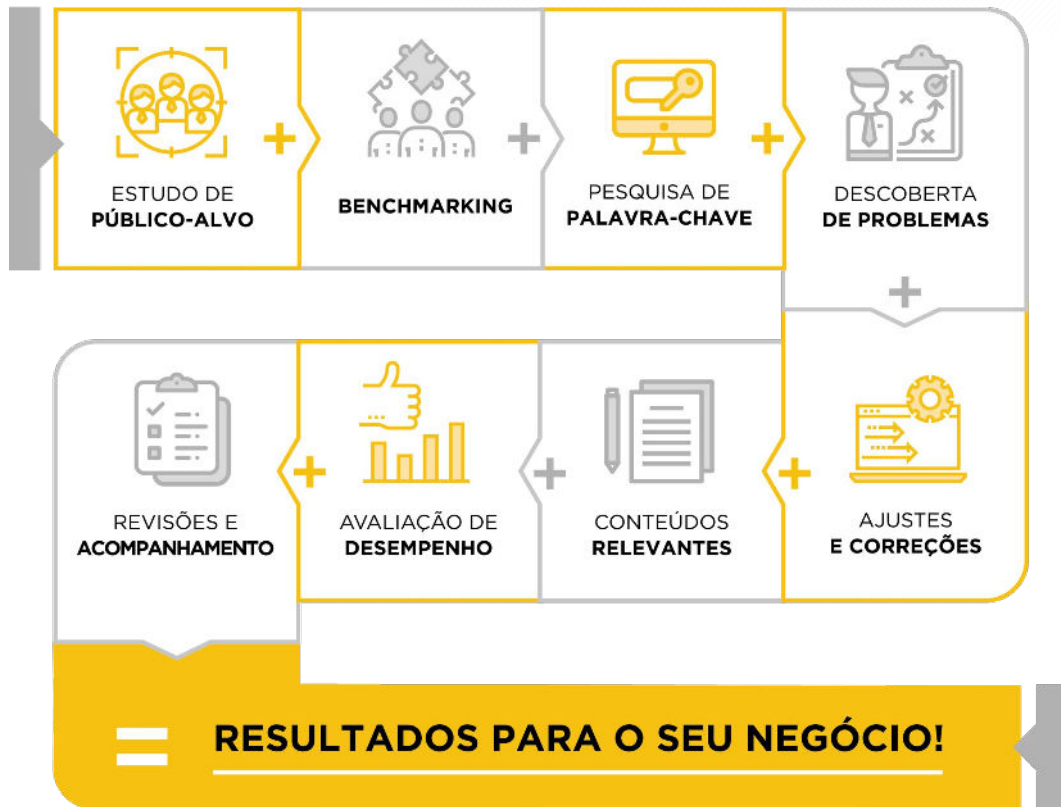 ESTUDO DE
PÚBLICO-ALVO
+
BENCHMARKING
+
PESQUISA DE
PALAVRA-CHAVE
+
DESCOBERTA
DE PROBLEMAS
+
AJUSTES
E CORREÇÕES
+
CONTEÚDOS
RELEVANTES
+
AVALIAÇÃO DE
DESEMPENHO
+
REVISÕES E
ACOMPANHAMENTO
= RESULTADOS PARA O SEU NEGÓCIO!